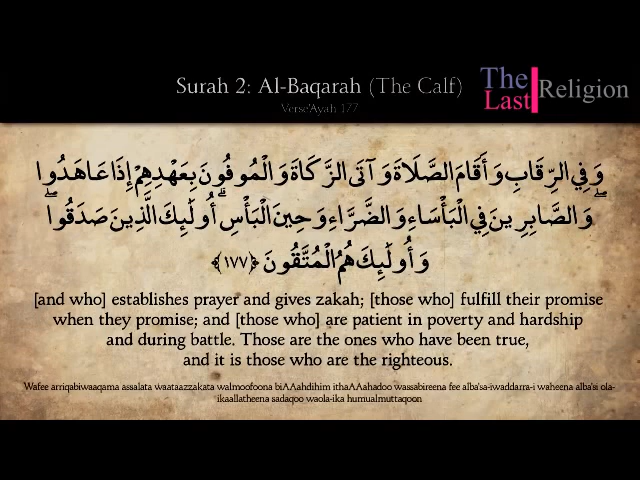 Surah 2: Al-Baqarah (The Calf)
Verse/Ayah 177
The Last Religion
وَفِي الرِّقَابِ وَأَقَامَ الصَّلَاةَ وَآتَى الزَّكَاةَ وَالْمُوفُونَ بِعَهْدِهِمْ إِذَا عَاهَدُوا
ۖ وَالصَّابِرِينَ فِي الْبَأْسَاءِ وَالضَّرَّاءِ وَحِينَ الْبَأْسِ ۗ أُولَٰئِكَ الَّذِينَ صَدَقُوا ۖ
وَأُولَٰئِكَ هُمُ الْمُتَّقُونَ ﴿١٧٧﴾
[and who] establishes prayer and gives zakah; [those who] fulfill their promise
when they promise; and [those who] are patient in poverty and hardship
and during battle. Those are the ones who have been true,
and it is those who are the righteous.
Wafee arriqabiwaaqama assalata waataazzakata walmoofoona biAAahdihim ithaAAahadoo wassabireena fee alba'sa-iwaddarra-i waheena alba'si ola-
ikaallatheena sadaqoo waola-ika humualmuttaqoon